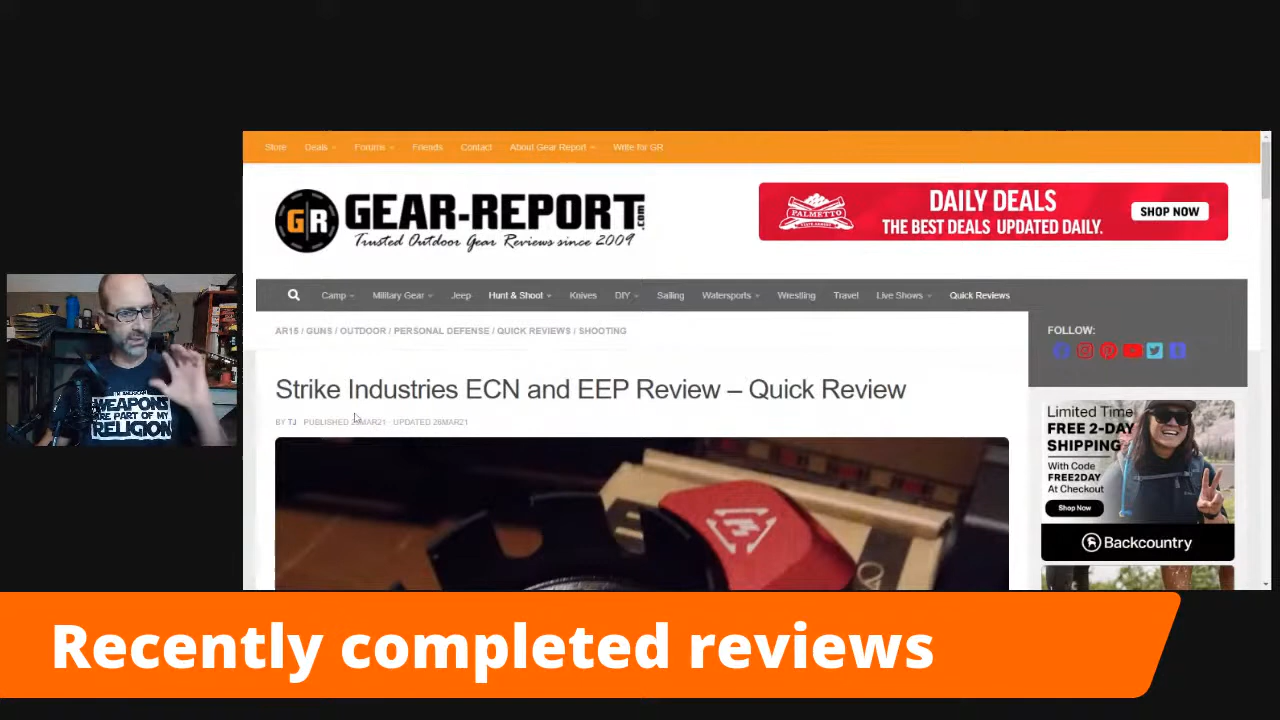 Store Deals Forums Friends Contact About Gear Report Write for GR
GR GEAR-REPORT.com
Trusted Outdoor Gear Reviews since 2009
PALMETTO
DAILY DEALS
THE BEST DEALS UPDATED DAILY.
SHOP NOW
Camp Military Gear Jeep Hunt & Shoot Knives DIY Sailing Watersports Wrestling Travel Live Shows Quick Reviews
AR15 / GUNS / OUTDOOR / PERSONAL DEFENSE / QUICK REVIEWS / SHOOTING
FOLLOW:
Strike Industries ECN and EEP Review – Quick Review
BY TJ PUBLISHED UPDATED 26MAR21
Limited Time
FREE 2-DAY
SHIPPING
With Code
FREE2DAY
At Checkout
Shop Now
Backcountry
WEAPONS
ARE PART OF MY
RELIGION
Recently completed reviews